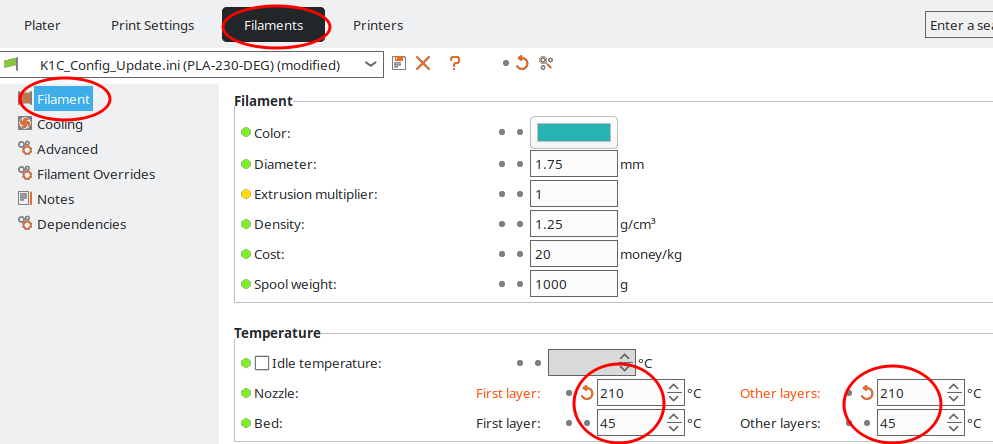 Plater Print Settings Filaments Printers Enter a sea
K1C_Config_Update.ini (PLA-230-DEG) (modified) ?
Filament
Cooling
Advanced
Filament Overrides
Notes
Dependencies
Filament
Color:
Diameter: 1.75 mm
Extrusion multiplier: 1
Density: 1.25 g/cm³
Cost: 20 money/kg
Spool weight: 1000 g
Temperature
Idle temperature: °C
Nozzle: First layer: 210 °C Other layers: 210 °C
Bed: First layer: 45 °C Other layers: 45 °C